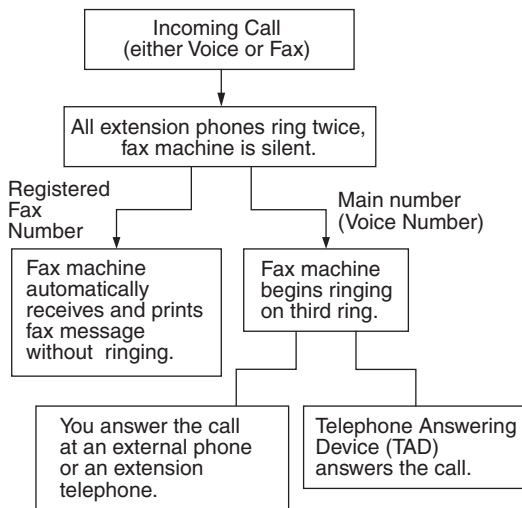 Incoming Call
(either Voice or Fax)
All extension phones ring twice,
fax machine is silent.
Registered
Fax
Number
Main number
(Voice Number)
Fax machine
automatically
receives and prints
fax message
without ringing.
Fax machine
begins ringing
on third ring.
You answer the call
at an external phone
or an extension
telephone.
Telephone Answering
Device (TAD)
answers the call.